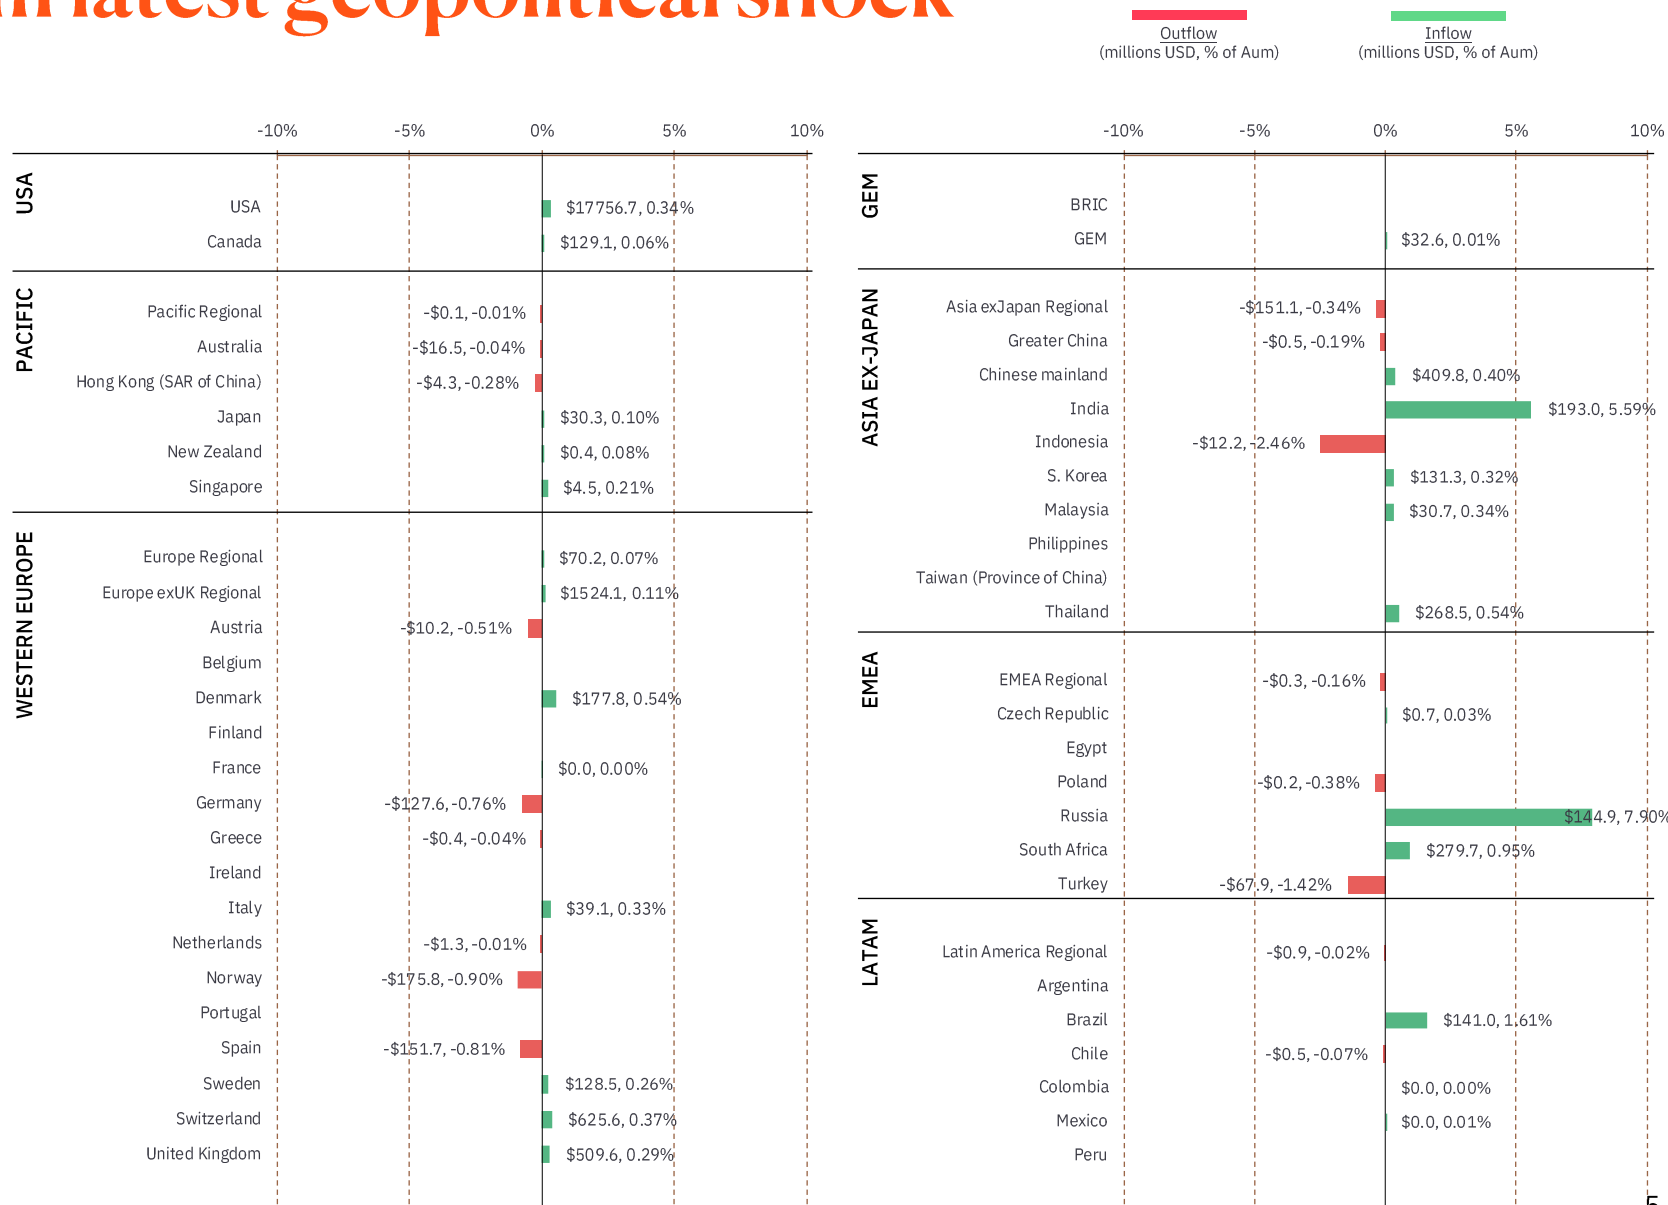 latest geopolitical shock
Outflow
(millions USD, % of Aum)
Inflow
(millions USD, % of Aum)
-10% -5% 0% 5% 10%
USA
USA $17756.7, 0.34%
Canada $129.1, 0.06%
PACIFIC
Pacific Regional -$0.1, -0.01%
Australia -$16.5, -0.04%
Hong Kong (SAR of China) -$4.3, -0.28%
Japan $30.3, 0.10%
New Zealand $0.4, 0.08%
Singapore $4.5, 0.21%
WESTERN EUROPE
Europe Regional $70.2, 0.07%
Europe exUK Regional $1524.1, 0.11%
Austria -$10.2, -0.51%
Belgium
Denmark $177.8, 0.54%
Finland
France $0.0, 0.00%
Germany -$127.6, -0.76%
Greece -$0.4, -0.04%
Ireland
Italy $39.1, 0.33%
Netherlands -$1.3, -0.01%
Norway -$175.8, -0.90%
Portugal
Spain -$151.7, -0.81%
Sweden $128.5, 0.26%
Switzerland $625.6, 0.37%
United Kingdom $509.6, 0.29%
-10% -5% 0% 5% 10%
GEM
BRIC
GEM $32.6, 0.01%
ASIA EX-JAPAN
Asia exJapan Regional -$151.1, -0.34%
Greater China -$0.5, -0.19%
Chinese mainland $409.8, 0.40%
India $193.0, 5.59%
Indonesia -$12.2, -2.46%
S. Korea $131.3, 0.32%
Malaysia $30.7, 0.34%
Philippines
Taiwan (Province of China)
Thailand $268.5, 0.54%
EMEA
EMEA Regional -$0.3, -0.16%
Czech Republic $0.7, 0.03%
Egypt
Poland -$0.2, -0.38%
Russia $144.9, 7.90%
South Africa $279.7, 0.95%
Turkey -$67.9, -1.42%
LATAM
Latin America Regional -$0.9, -0.02%
Argentina
Brazil $141.0, 1.61%
Chile -$0.5, -0.07%
Colombia $0.0, 0.00%
Mexico $0.0, 0.01%
Peru